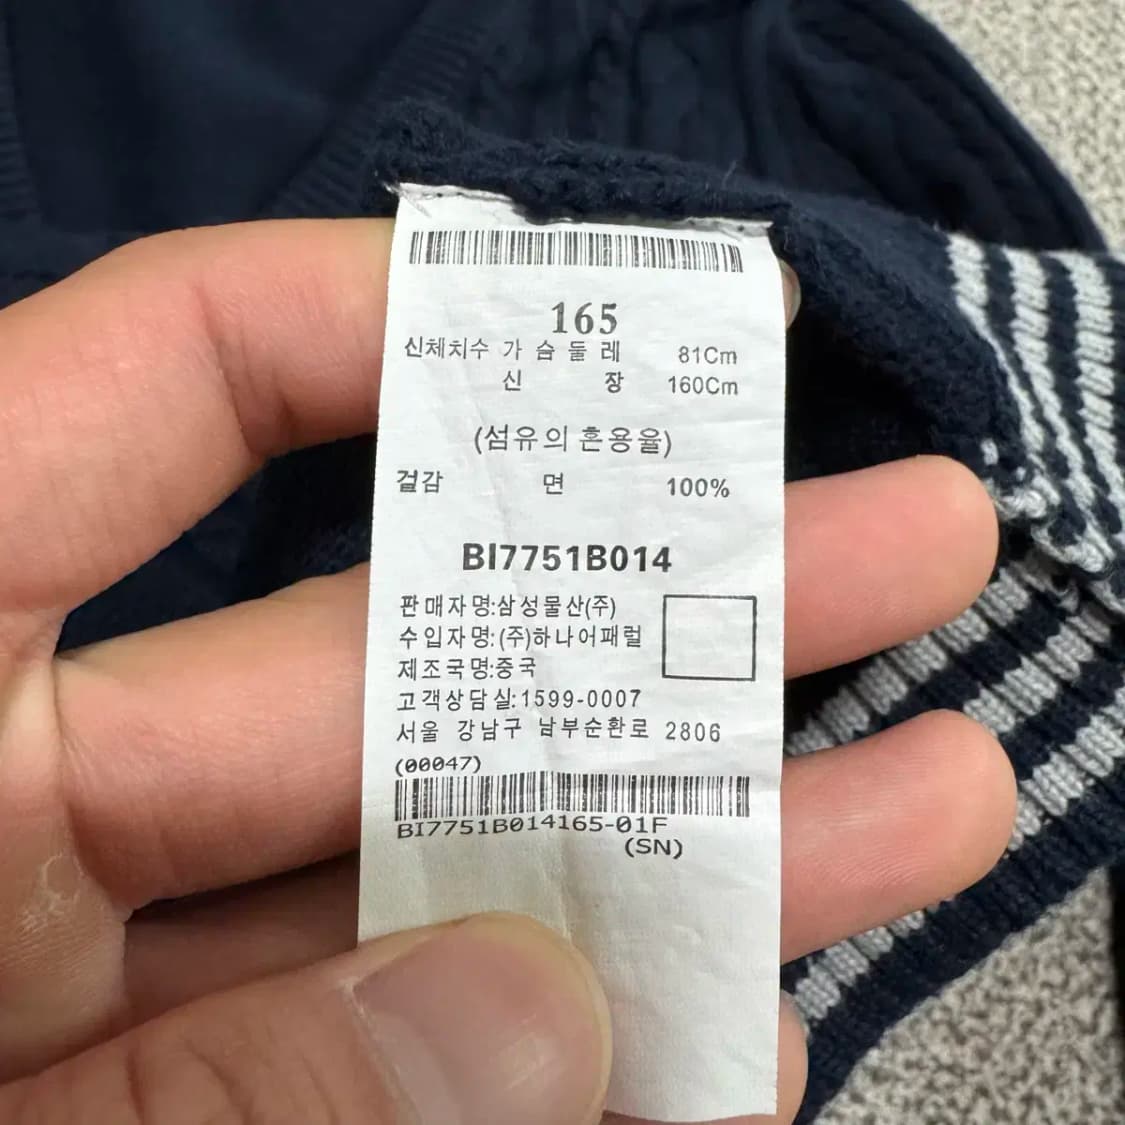 165
신체치수 가 슴 둘 레 81Cm
신 장 160Cm
(섬유의 혼용율)
겉감 면 100%
BI7751B014
판매자명:삼성물산(주)
수입자명:(주)하나어패럴
제조국명:중국
고객상담실:1599-0007
서울 강남구 남부순환로 2806
(00047)
BI7751B014165-01F
(SN)